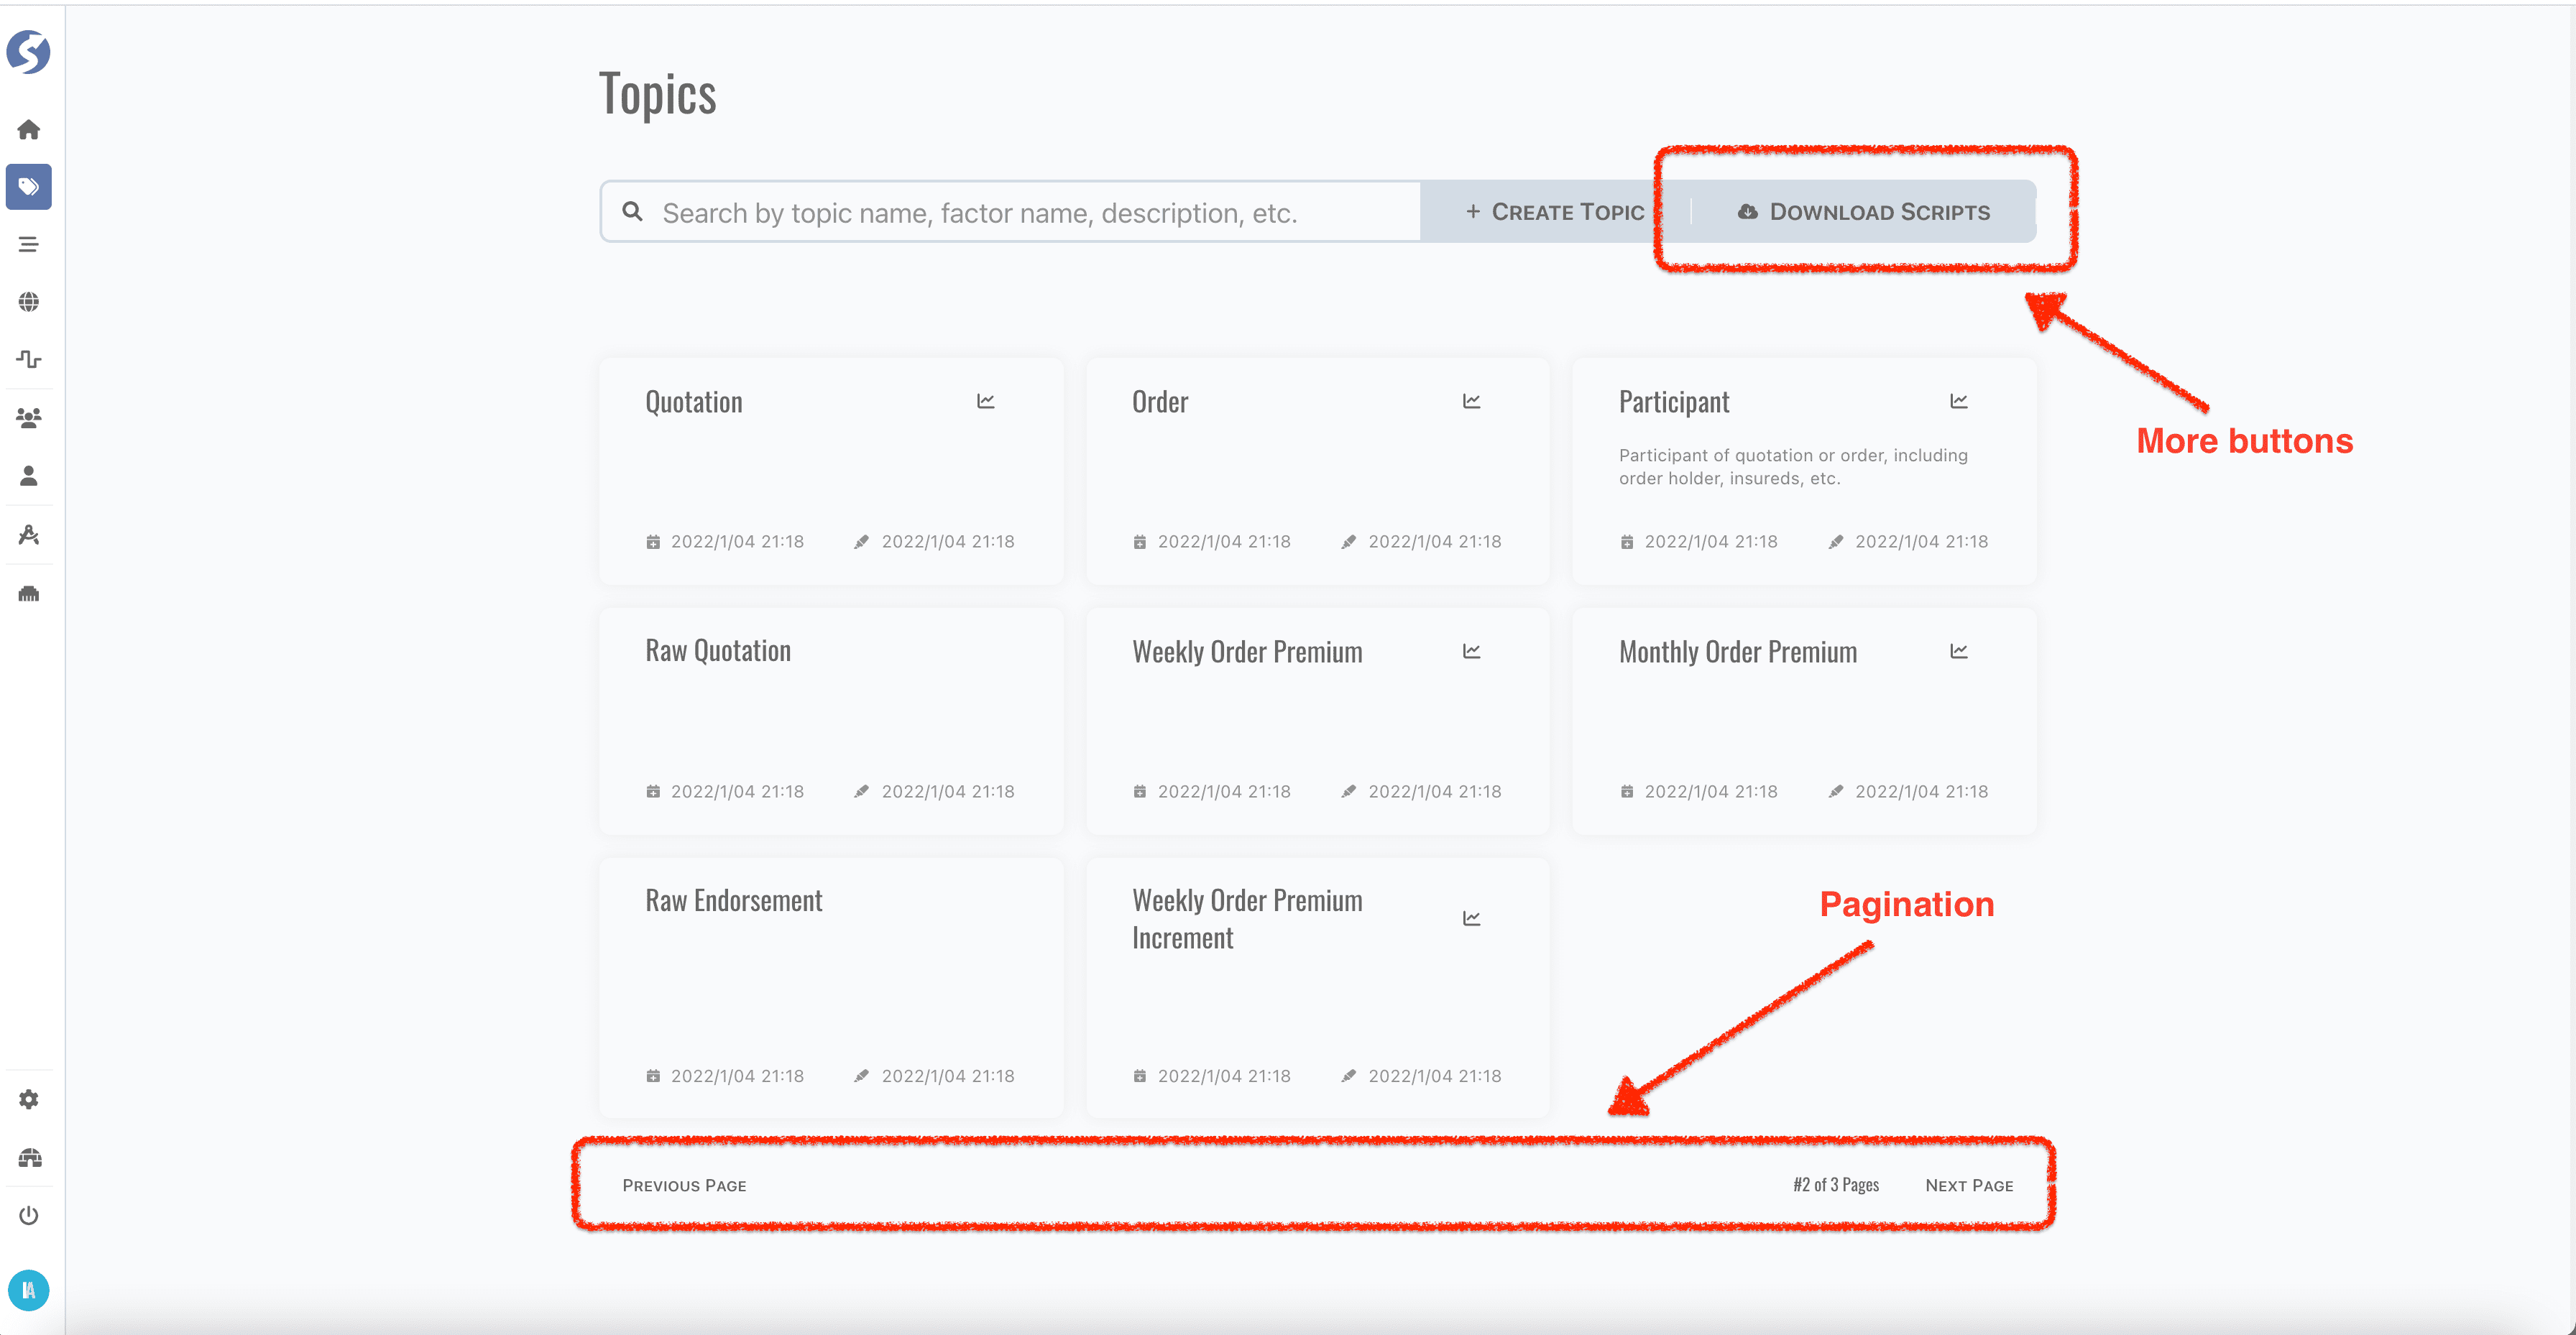 Topics
Search by topic name, factor name, description, etc.
+ CREATE TOPIC
DOWNLOAD SCRIPTS
More buttons
Quotation
2022/1/04 21:18
2022/1/04 21:18
Order
2022/1/04 21:18
2022/1/04 21:18
Participant
Participant of quotation or order, including
order holder, insureds, etc.
2022/1/04 21:18
2022/1/04 21:18
Raw Quotation
2022/1/04 21:18
2022/1/04 21:18
Weekly Order Premium
2022/1/04 21:18
2022/1/04 21:18
Monthly Order Premium
2022/1/04 21:18
2022/1/04 21:18
Raw Endorsement
2022/1/04 21:18
2022/1/04 21:18
Weekly Order Premium
Increment
2022/1/04 21:18
2022/1/04 21:18
Pagination
PREVIOUS PAGE
#2 of 3 Pages
NEXT PAGE
IA